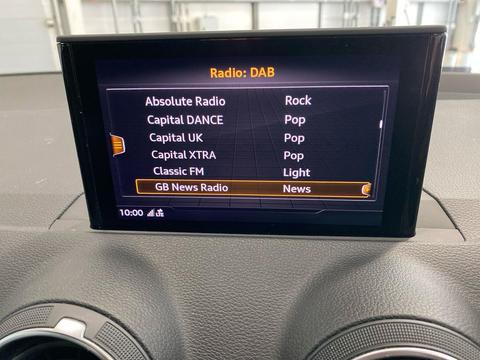 Radio: DAB
Absolute Radio Rock
Capital DANCE Pop
Capital UK Pop
Capital XTRA Pop
Classic FM Light
GB News Radio News
10:00 LTE